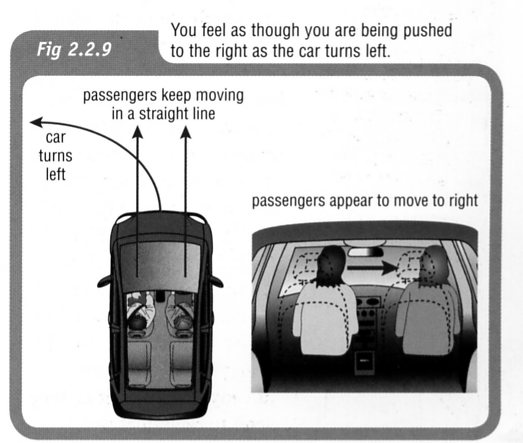 Fig 2.2.9
You feel as though you are being pushed
to the right as the car turns left.
passengers keep moving
in a straight line
car
turns
left
passengers appear to move to right